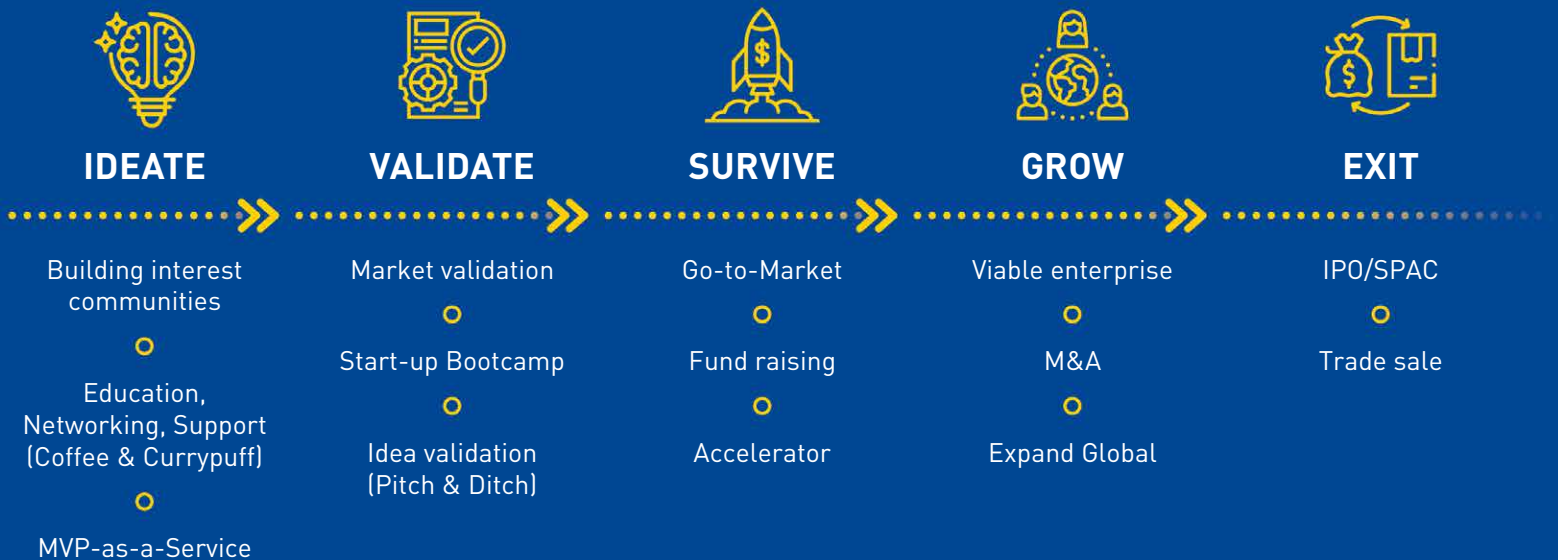 IDEATE
Building interest
communities
Education,
Networking, Support
(Coffee & Currypuff)
MVP-as-a-Service
VALIDATE
Market validation
Start-up Bootcamp
Idea validation
(Pitch & Ditch)
SURVIVE
Go-to-Market
Fund raising
Accelerator
GROW
Viable enterprise
M&A
Expand Global
EXIT
IPO/SPAC
Trade sale